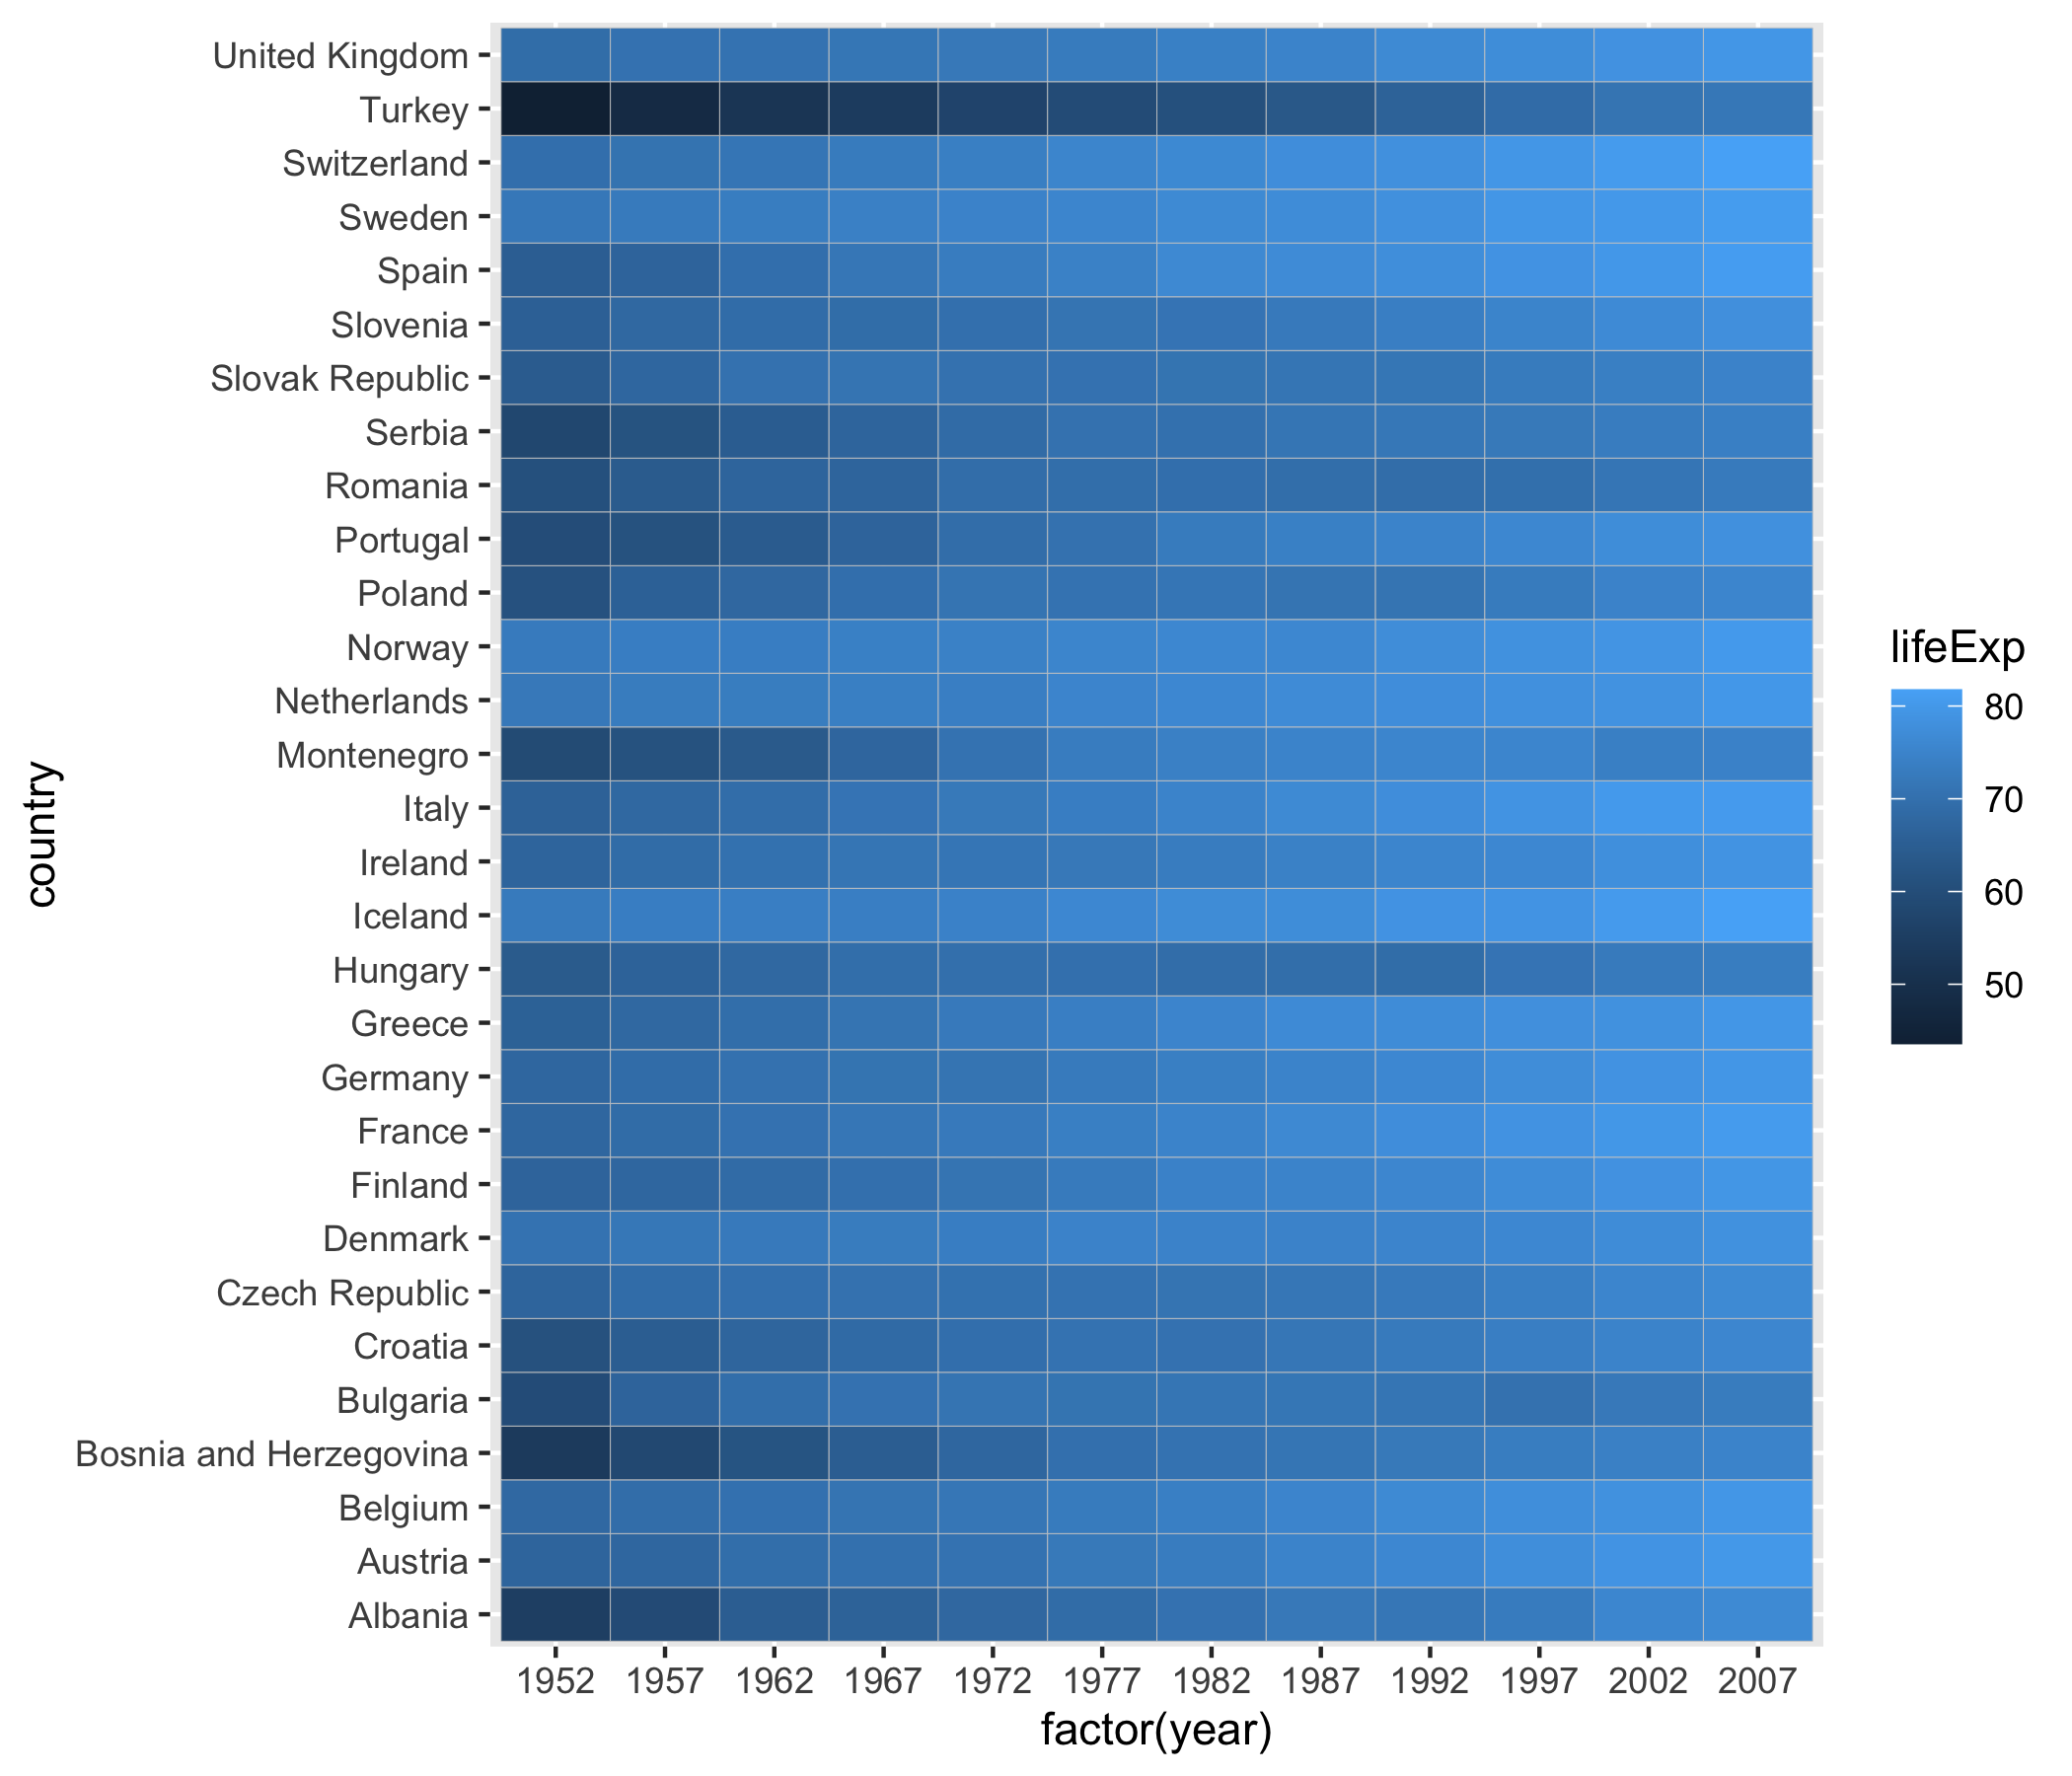 country
United Kingdom
Turkey
Switzerland
Sweden
Spain
Slovenia
Slovak Republic
Serbia
Romania
Portugal
Poland
Norway
Netherlands
Montenegro
Italy
Ireland
Iceland
Hungary
Greece
Germany
France
Finland
Denmark
Czech Republic
Croatia
Bulgaria
Bosnia and Herzegovina
Belgium
Austria
Albania
1952 1957 1962 1967 1972 1977 1982 1987 1992 1997 2002 2007
factor(year)
lifeExp
80
70
60
50